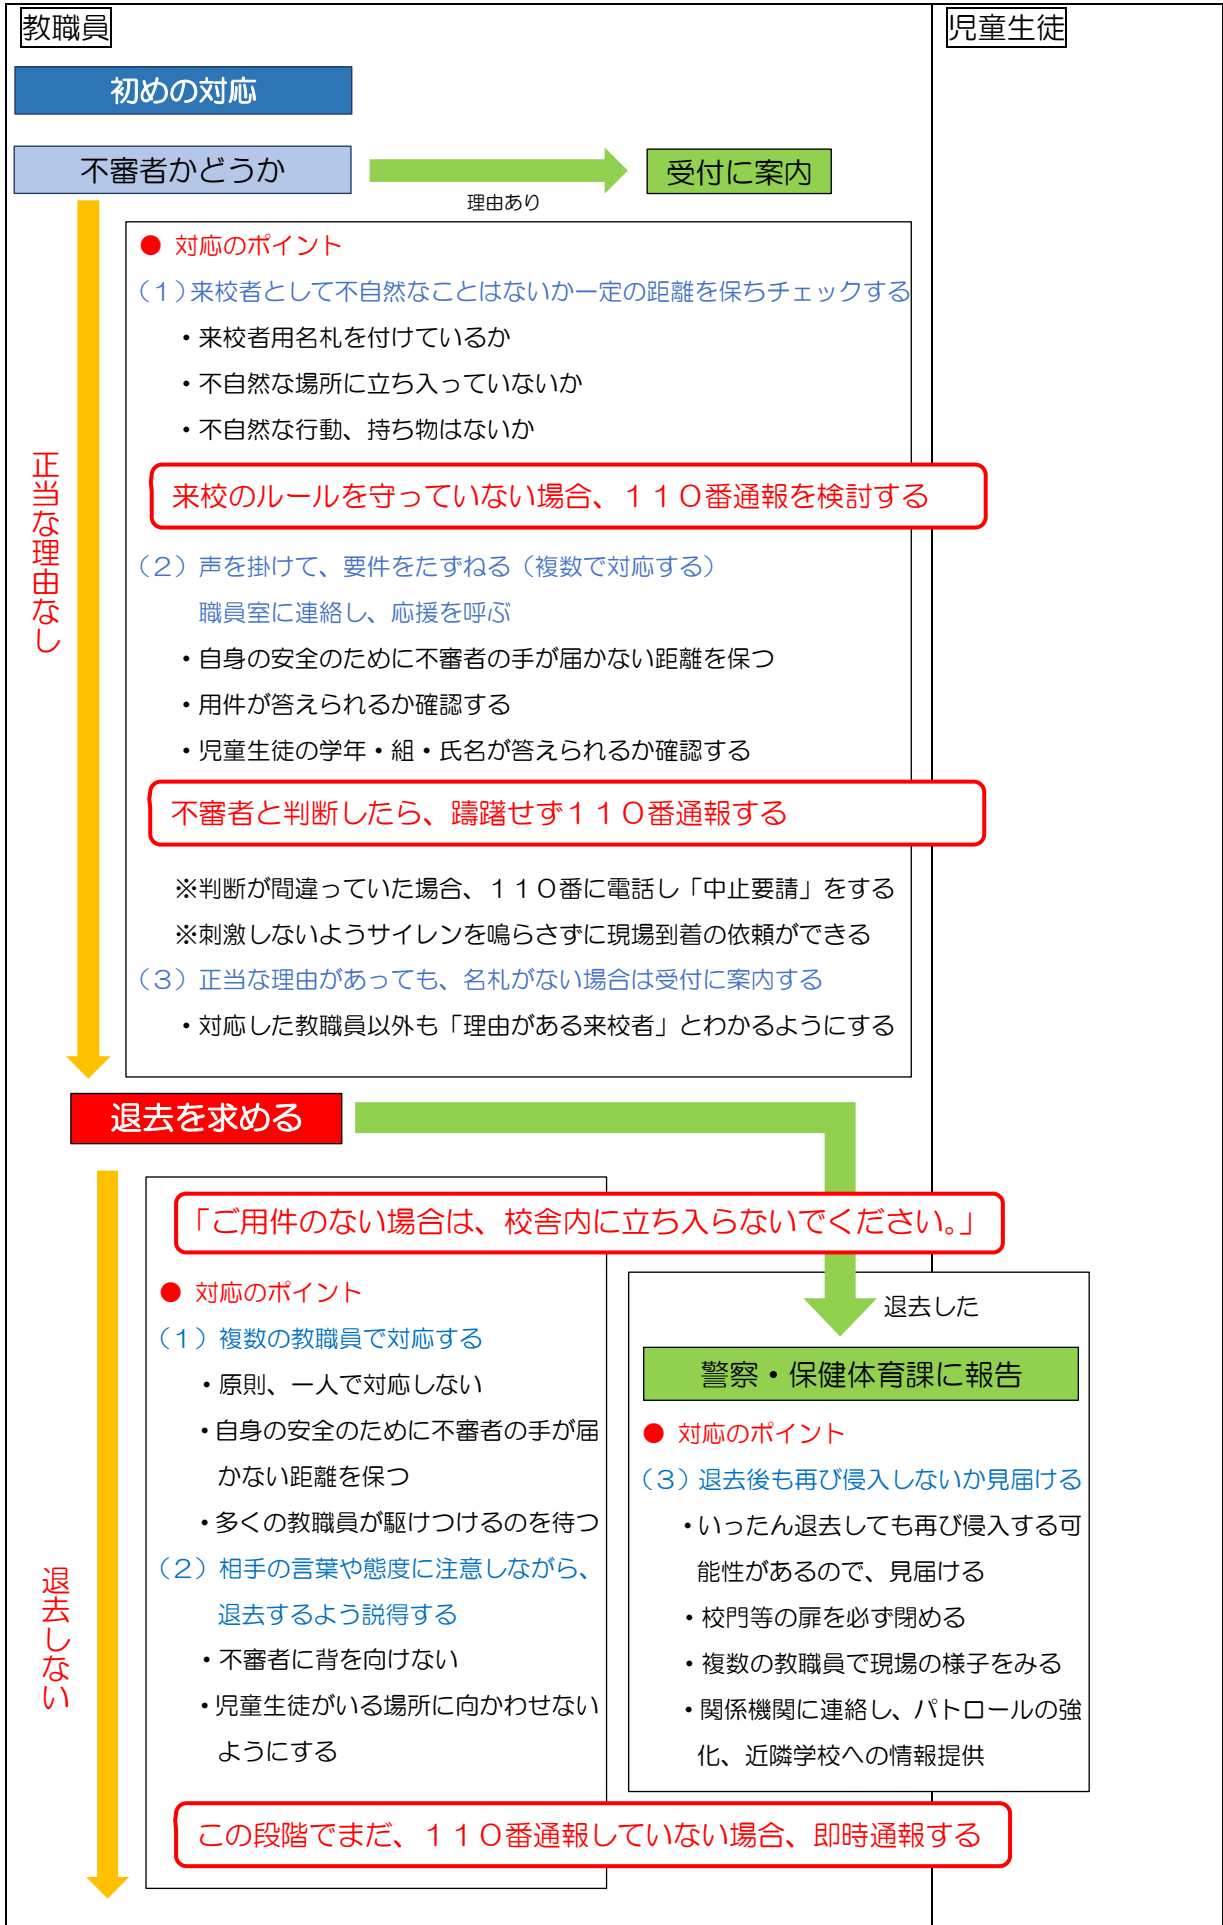 教職員
児童生徒
初めの対応
不審者かどうか
受付に案内
理由あり
● 対応のポイント
（１）来校者として不自然なことはないか一定の距離を保ちチェックする
・来校者用名札を付けているか
・不自然な場所に立ち入っていないか
・不自然な行動、持ち物はないか
正当な理由なし
来校のルールを守っていない場合、１１０番通報を検討する
（２）声を掛けて、要件をたずねる（複数で対応する）
職員室に連絡し、応援を呼ぶ
・自身の安全のために不審者の手が届かない距離を保つ
・用件が答えられるか確認する
・児童生徒の学年・組・氏名が答えられるか確認する
不審者と判断したら、躊躇せず１１０番通報する
※判断が間違っていた場合、１１０番に電話し「中止要請」をする
※刺激しないようサイレンを鳴らさずに現場到着の依頼ができる
（３）正当な理由があっても、名札がない場合は受付に案内する
・対応した教職員以外も「理由がある来校者」とわかるようにする
退去を求める
「ご用件のない場合は、校舎内に立ち入らないでください。」
● 対応のポイント
（１）複数の教職員で対応する
・原則、一人で対応しない
・自身の安全のために不審者の手が届
かない距離を保つ
・多くの教職員が駆けつけるのを待つ
（２）相手の言葉や態度に注意しながら、
退去するよう説得する
・不審者に背を向けない
・児童生徒がいる場所に向かわせない
ようにする
退去しない
退去した
警察・保健体育課に報告
● 対応のポイント
（３）退去後も再び侵入しないか見届ける
・いったん退去しても再び侵入する可
能性があるので、見届ける
・校門等の扉を必ず閉める
・複数の教職員で現場の様子をみる
・関係機関に連絡し、パトロールの強
化、近隣学校への情報提供
この段階でまだ、１１０番通報していない場合、即時通報する